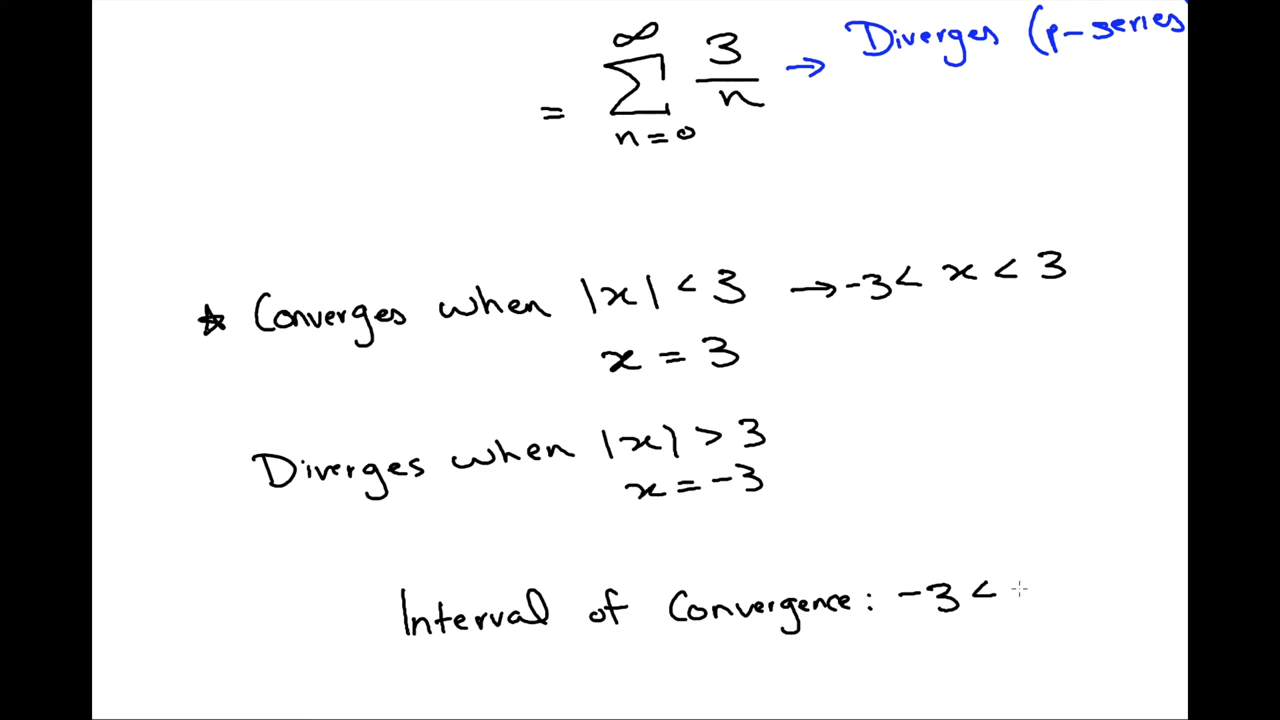 = ∞ Σ n=0 3/n → Diverges (p-series
★ Converges when |x| < 3 → -3 < x < 3
x = 3
Diverges when |x| > 3
x = -3
Interval of Convergence: -3 <